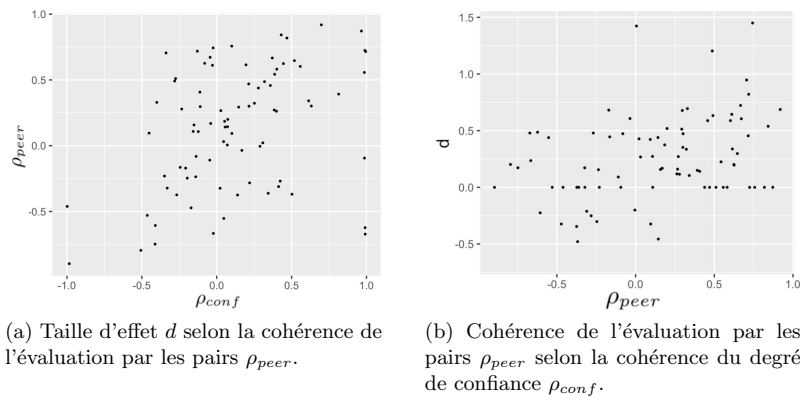 1.0
0.5
0.0
-0.5
ρpeer
-1.0 -0.5 0.0 0.5 1.0
ρconf
(a) Taille d'effet d selon la cohérence de
l'évaluation par les pairs ρpeer.
1.5
1.0
0.5
0.0
-0.5
d
-0.5 0.0 0.5 1.0
ρpeer
(b) Cohérence de l'évaluation par les
pairs ρpeer selon la cohérence du degré
de confiance ρconf.